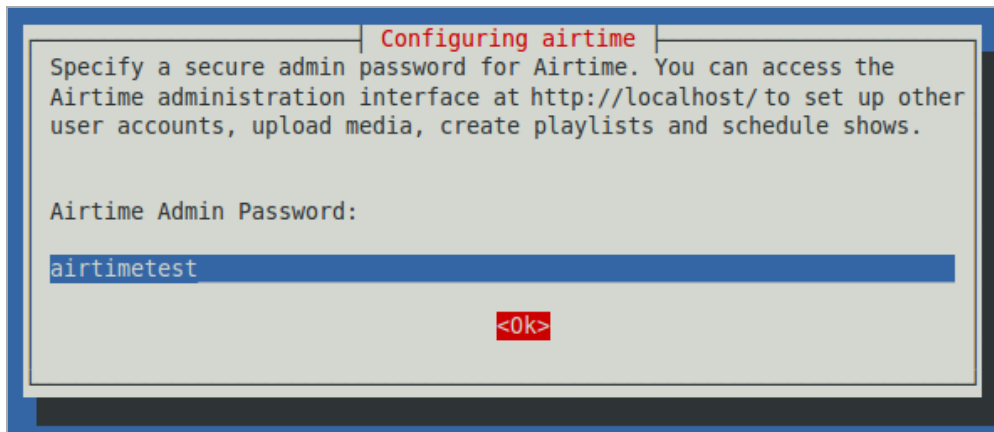 Configuring airtime
Specify a secure admin password for Airtime. You can access the
Airtime administration interface at http://localhost/ to set up other
user accounts, upload media, create playlists and schedule shows.
Airtime Admin Password:
airtimetest
<Ok>